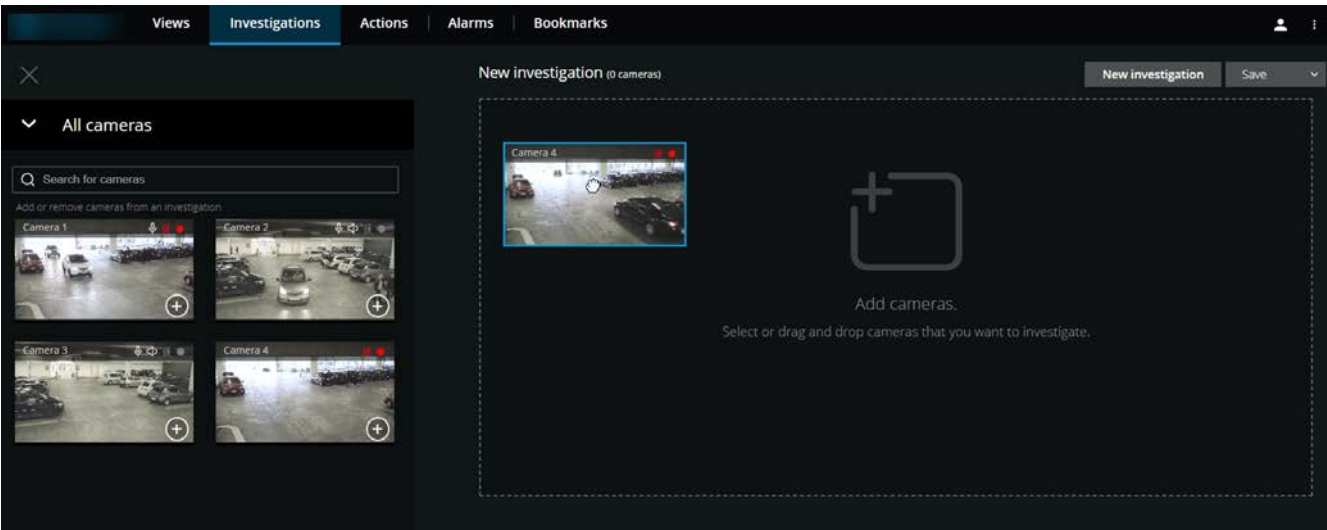 Views Investigations Actions Alarms Bookmarks
New investigation (0 cameras)
New investigation Save
All cameras
Search for cameras
Add or remove cameras from an investigation
Camera 1
Camera 2
Camera 3
Camera 4
Camera 4
Add cameras.
Select or drag and drop cameras that you want to investigate.